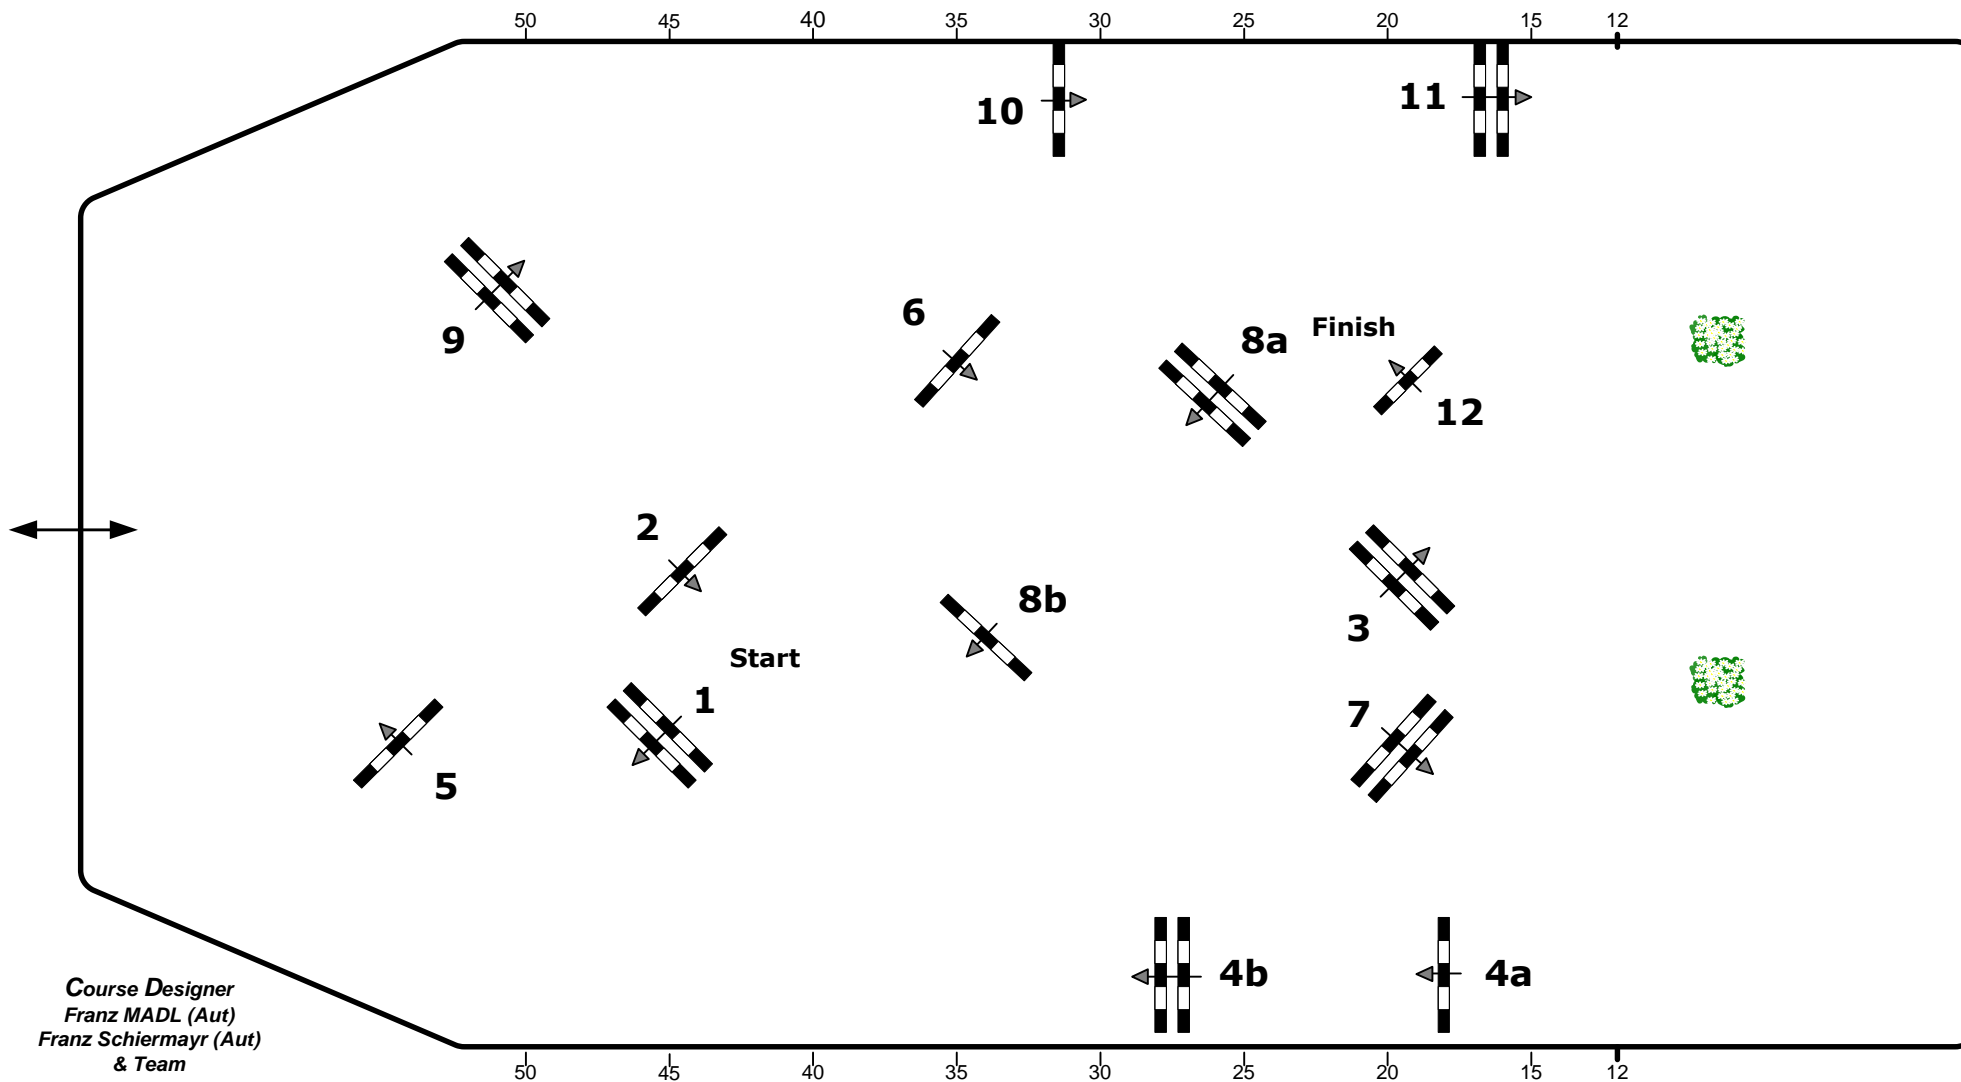 50 45 40 35 30 25 20 15 12
10
11
9
6
8a
Finish
12
2
8b
3
Start
1
7
5
4b
4a
Course Designer
Franz MADL (Aut)
Franz Schiermayr (Aut)
& Team
50 45 40 35 30 25 20 15 12